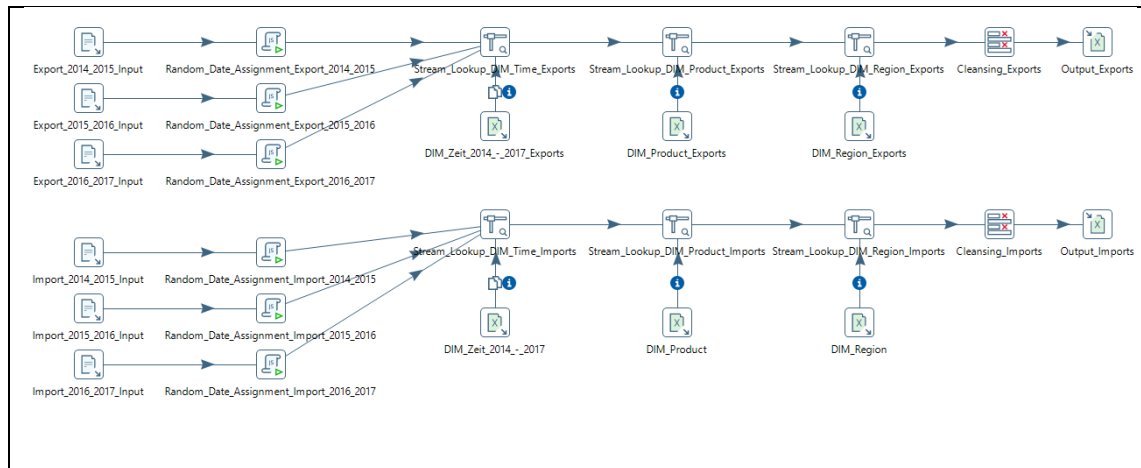 Export_2014_2015_Input
Random_Date_Assignment_Export_2014_2015
Stream_Lookup_DIM_Time_Exports
Stream_Lookup_DIM_Product_Exports
Stream_Lookup_DIM_Region_Exports
Cleansing_Exports
Output_Exports
Export_2015_2016_Input
Random_Date_Assignment_Export_2015_2016
DIM_Zeit_2014_-_2017_Exports
DIM_Product_Exports
DIM_Region_Exports
Export_2016_2017_Input
Random_Date_Assignment_Export_2016_2017
Stream_Lookup_DIM_Time_Imports
Stream_Lookup_DIM_Product_Imports
Stream_Lookup_DIM_Region_Imports
Cleansing_Imports
Output_Imports
Import_2014_2015_Input
Random_Date_Assignment_Import_2014_2015
Import_2015_2016_Input
Random_Date_Assignment_Import_2015_2016
DIM_Zeit_2014_-_2017
DIM_Product
DIM_Region
Import_2016_2017_Input
Random_Date_Assignment_Import_2016_2017